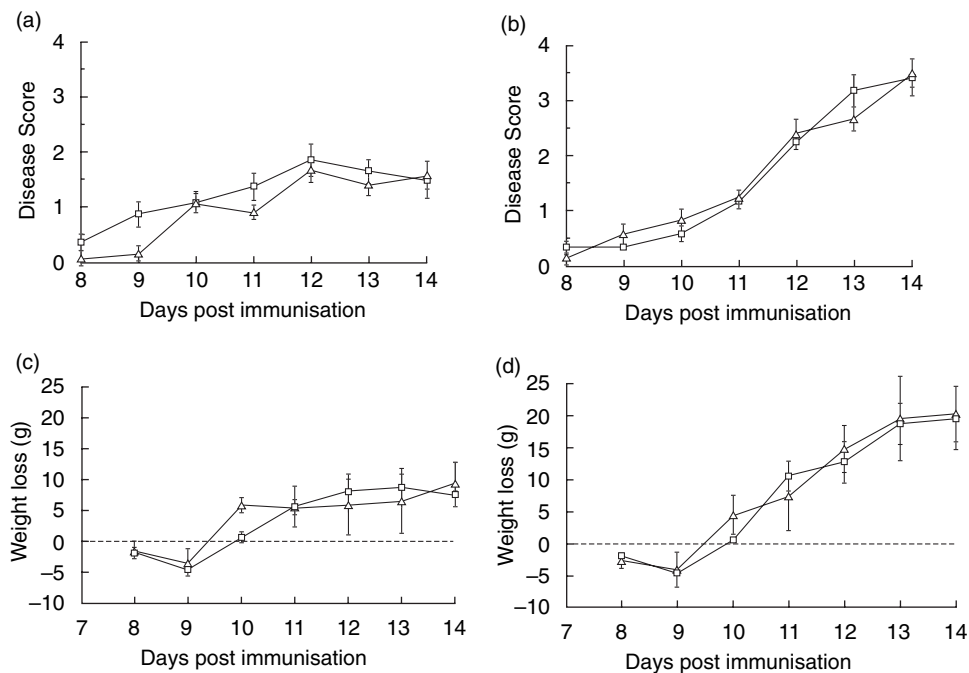 (a)
4
3
2
1
0
Disease Score
8 9 10 11 12 13 14
Days post immunisation
(b)
4
3
2
1
0
Disease Score
8 9 10 11 12 13 14
Days post immunisation
(c)
25
20
15
10
5
0
–5
–10
Weight loss (g)
7 8 9 10 11 12 13 14
Days post immunisation
(d)
25
20
15
10
5
0
–5
–10
Weight loss (g)
7 8 9 10 11 12 13 14
Days post immunisation